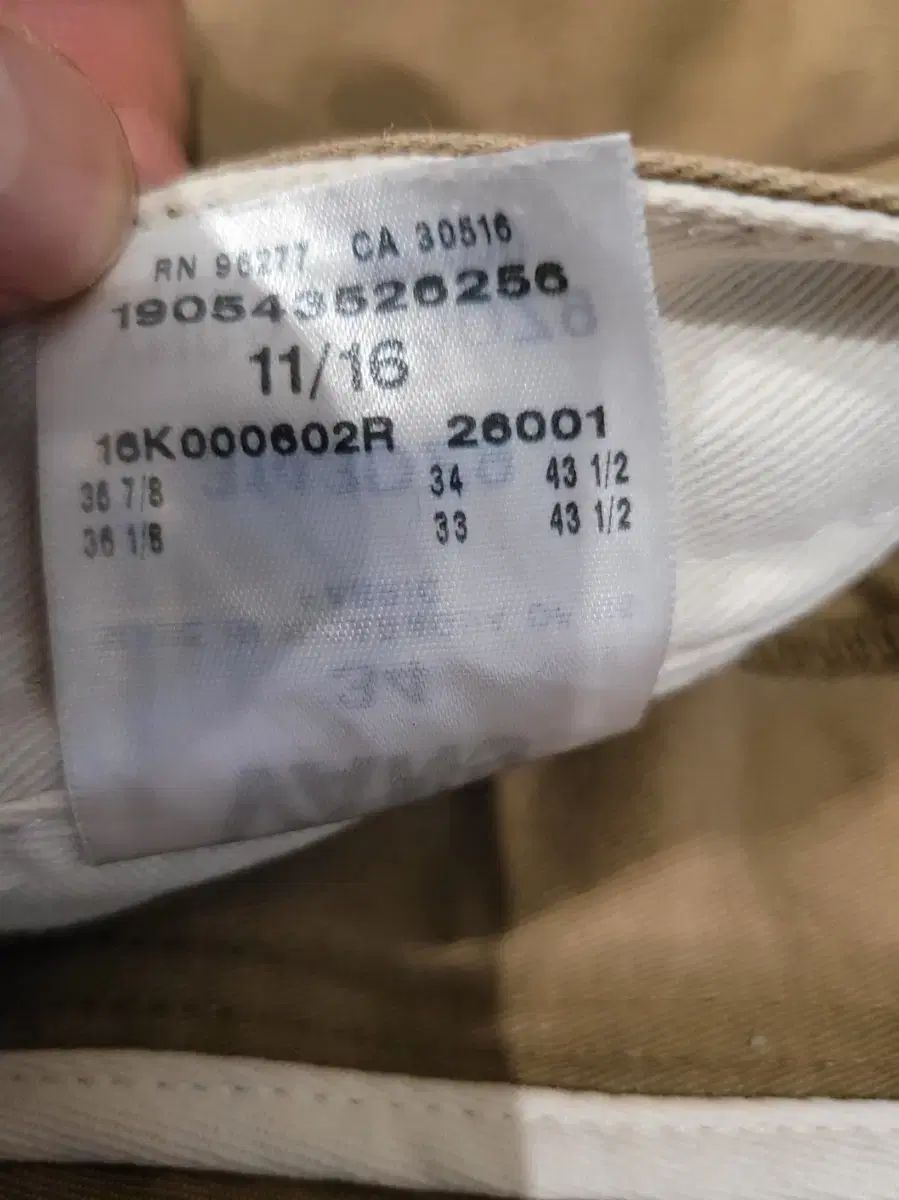 RN 96277 CA 30516
190543526256
11/16
16K000602R 26001
36 7/8 34 43 1/2
36 1/8 33 43 1/2